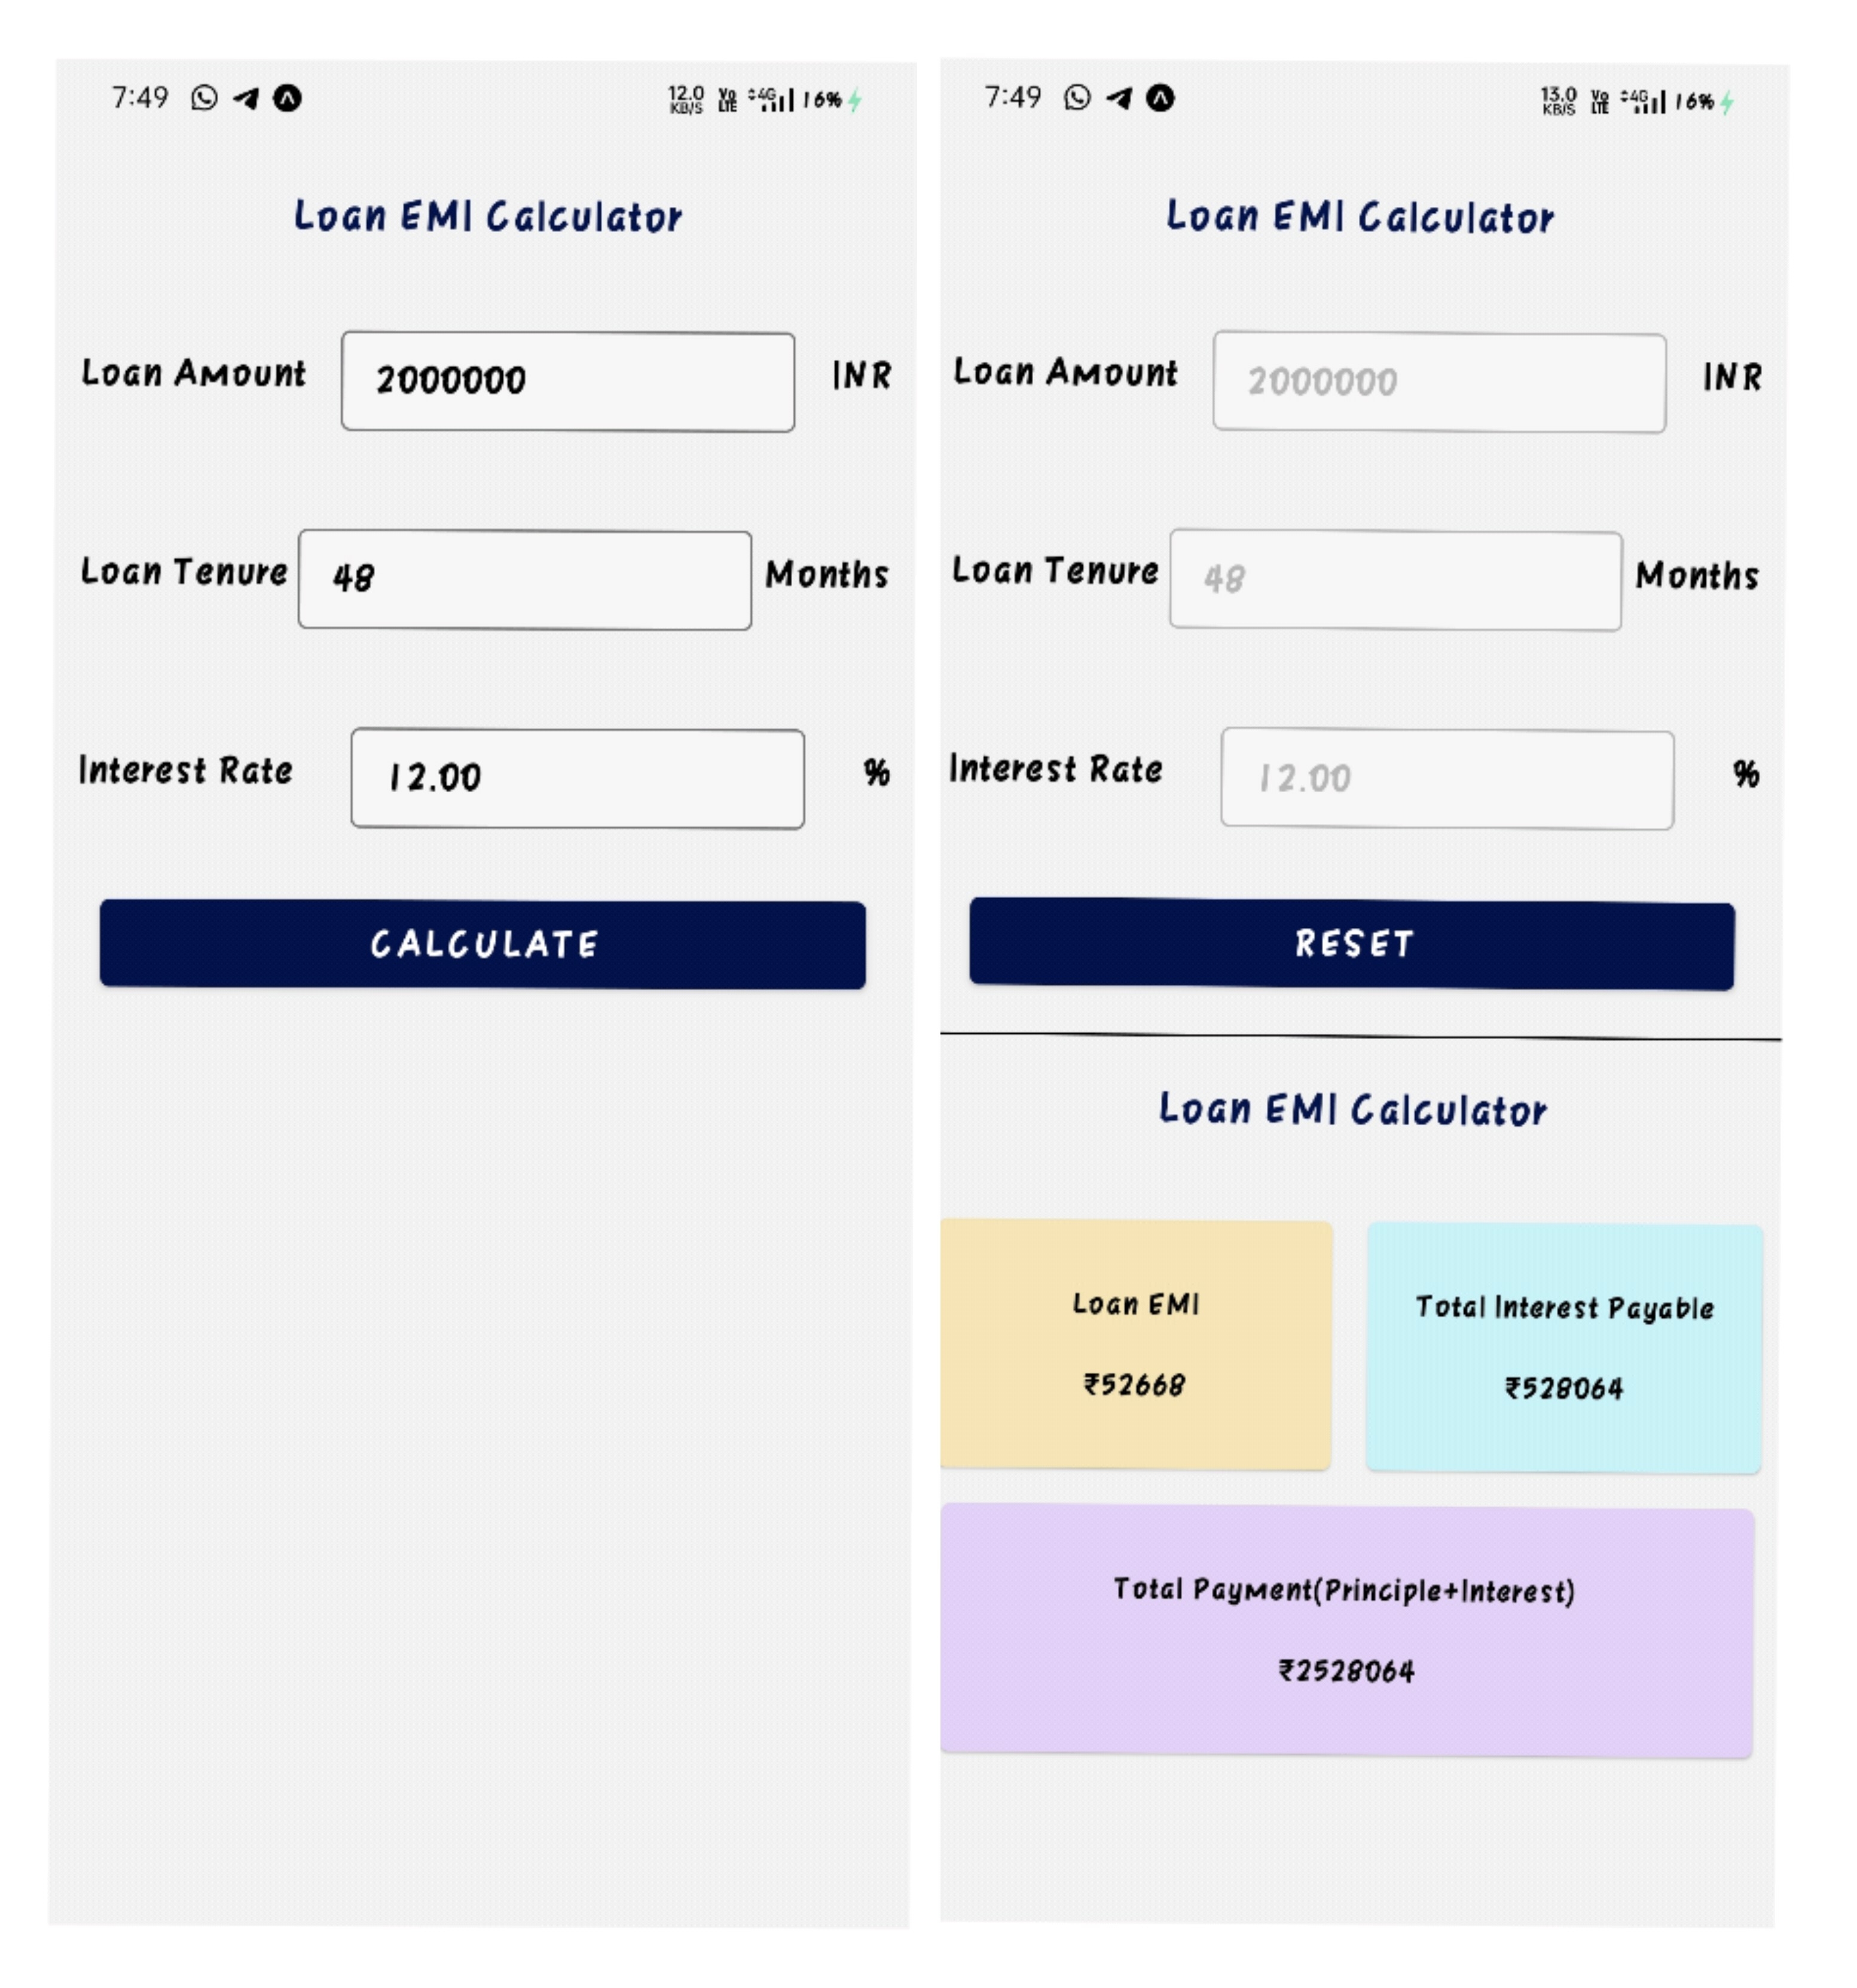 7:49 12.0 KB/S Vo LTE 4G 16%
Loan EMI Calculator
Loan Amount 2000000 INR
Loan Tenure 48 Months
Interest Rate 12.00 %
CALCULATE
7:49 13.0 KB/S Vo LTE 4G 16%
Loan EMI Calculator
Loan Amount 2000000 INR
Loan Tenure 48 Months
Interest Rate 12.00 %
RESET
Loan EMI Calculator
Loan EMI
₹52668
Total Interest Payable
₹528064
Total Payment(Principle+Interest)
₹2528064